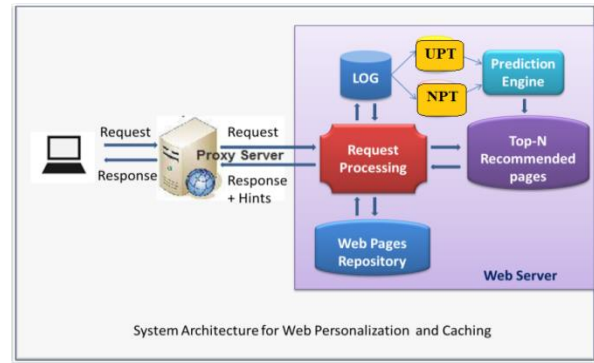 LOG
UPT
NPT
Prediction
Engine
Request
Request
Proxy Server
Response
Response
+ Hints
Request
Processing
Top-N
Recommended
pages
Web Pages
Repository
Web Server
System Architecture for Web Personalization and Caching